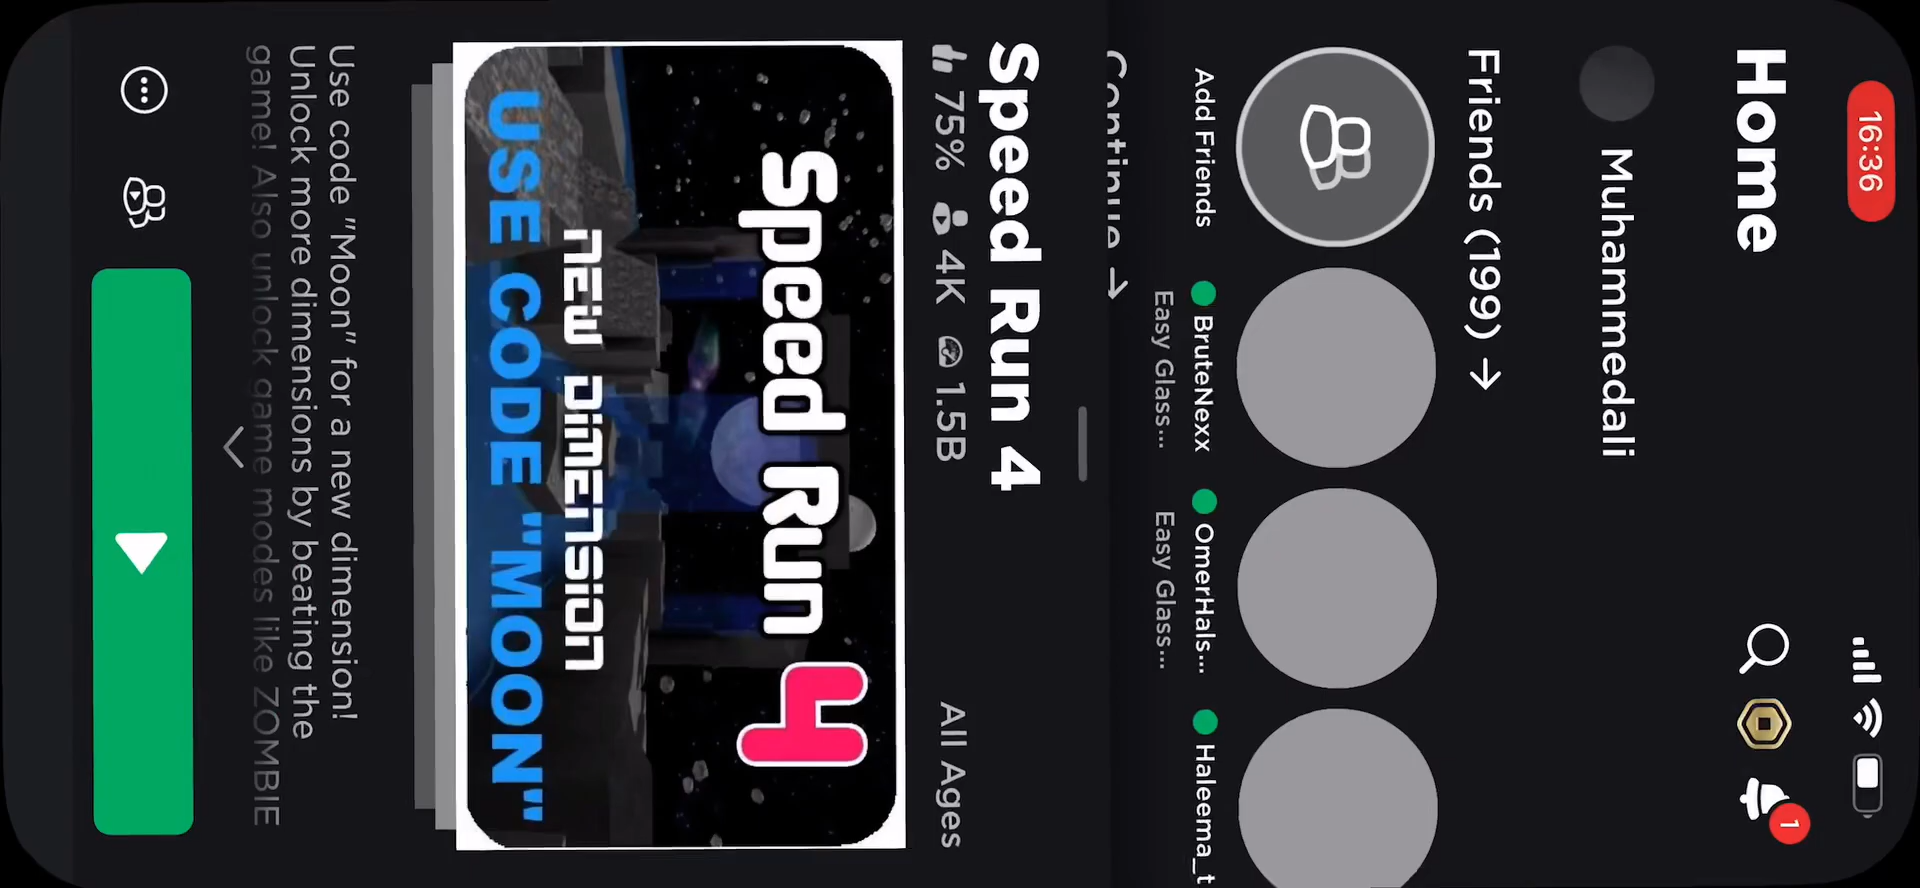 16:36
Home
1
Muhammedali
Friends (199) →
Add Friends
BruteNexx
Easy Glass...
OmerHals...
Easy Glass...
Haleema_t
Continue →
Speed Run 4
75% 4K 1.5B All Ages
Speed Run 4
NEW DIMENSION
USE CODE "MOON"
Use code "Moon" for a new dimension!
Unlock more dimensions by beating the
game! Also unlock game modes like ZOMBIE